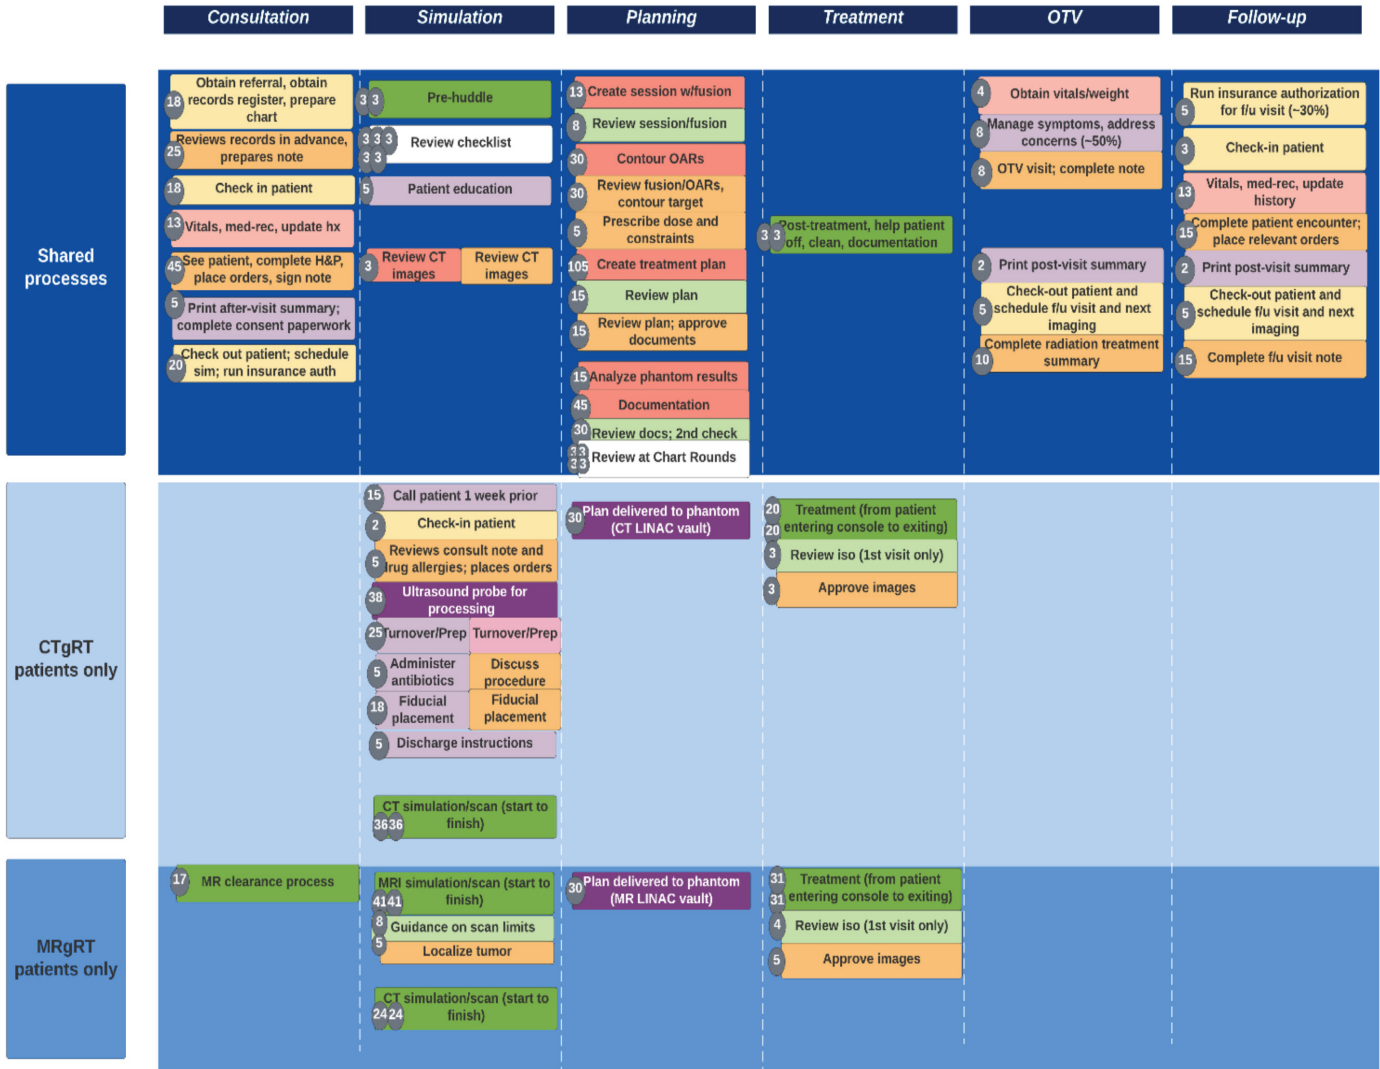 Consultation
Simulation
Planning
Treatment
OTV
Follow-up
Shared
processes
18
Obtain referral, obtain
records register, prepare
chart
25
Reviews records in advance,
prepares note
18
Check in patient
13
Vitals, med-rec, update hx
45
See patient, complete H&P,
place orders, sign note
5
Print after-visit summary;
complete consent paperwork
20
Check out patient; schedule
sim; run insurance auth
3 3
Pre-huddle
3 3 3
3 3
Review checklist
5
Patient education
3
Review CT
images
Review CT
images
13
Create session w/fusion
8
Review session/fusion
30
Contour OARs
30
Review fusion/OARs,
contour target
5
Prescribe dose and
constraints
105
Create treatment plan
15
Review plan
15
Review plan; approve
documents
15
Analyze phantom results
45
Documentation
30
Review docs; 2nd check
3 3
3 3
Review at Chart Rounds
3 3
Post-treatment, help patient
off, clean, documentation
4
Obtain vitals/weight
8
Manage symptoms, address
concerns (~50%)
8
OTV visit; complete note
2
Print post-visit summary
5
Check-out patient and
schedule f/u visit and next
imaging
10
Complete radiation treatment
summary
5
Run insurance authorization
for f/u visit (~30%)
3
Check-in patient
13
Vitals, med-rec, update
history
15
Complete patient encounter;
place relevant orders
2
Print post-visit summary
5
Check-out patient and
schedule f/u visit and next
imaging
15
Complete f/u visit note
CTgRT
patients only
15
Call patient 1 week prior
2
Check-in patient
5
Reviews consult note and
drug allergies; places orders
38
Ultrasound probe for
processing
25
Turnover/Prep
Turnover/Prep
5
Administer
antibiotics
Discuss
procedure
18
Fiducial
placement
Fiducial
placement
5
Discharge instructions
CT simulation/scan (start to
finish)
36 36
30
Plan delivered to phantom
(CT LINAC vault)
20
20
Treatment (from patient
entering console to exiting)
3
Review iso (1st visit only)
3
Approve images
MRgRT
patients only
17
MR clearance process
MRI simulation/scan (start to
finish)
41 41
8
Guidance on scan limits
5
Localize tumor
CT simulation/scan (start to
finish)
24 24
30
Plan delivered to phantom
(MR LINAC vault)
31
31
Treatment (from patient
entering console to exiting)
4
Review iso (1st visit only)
5
Approve images